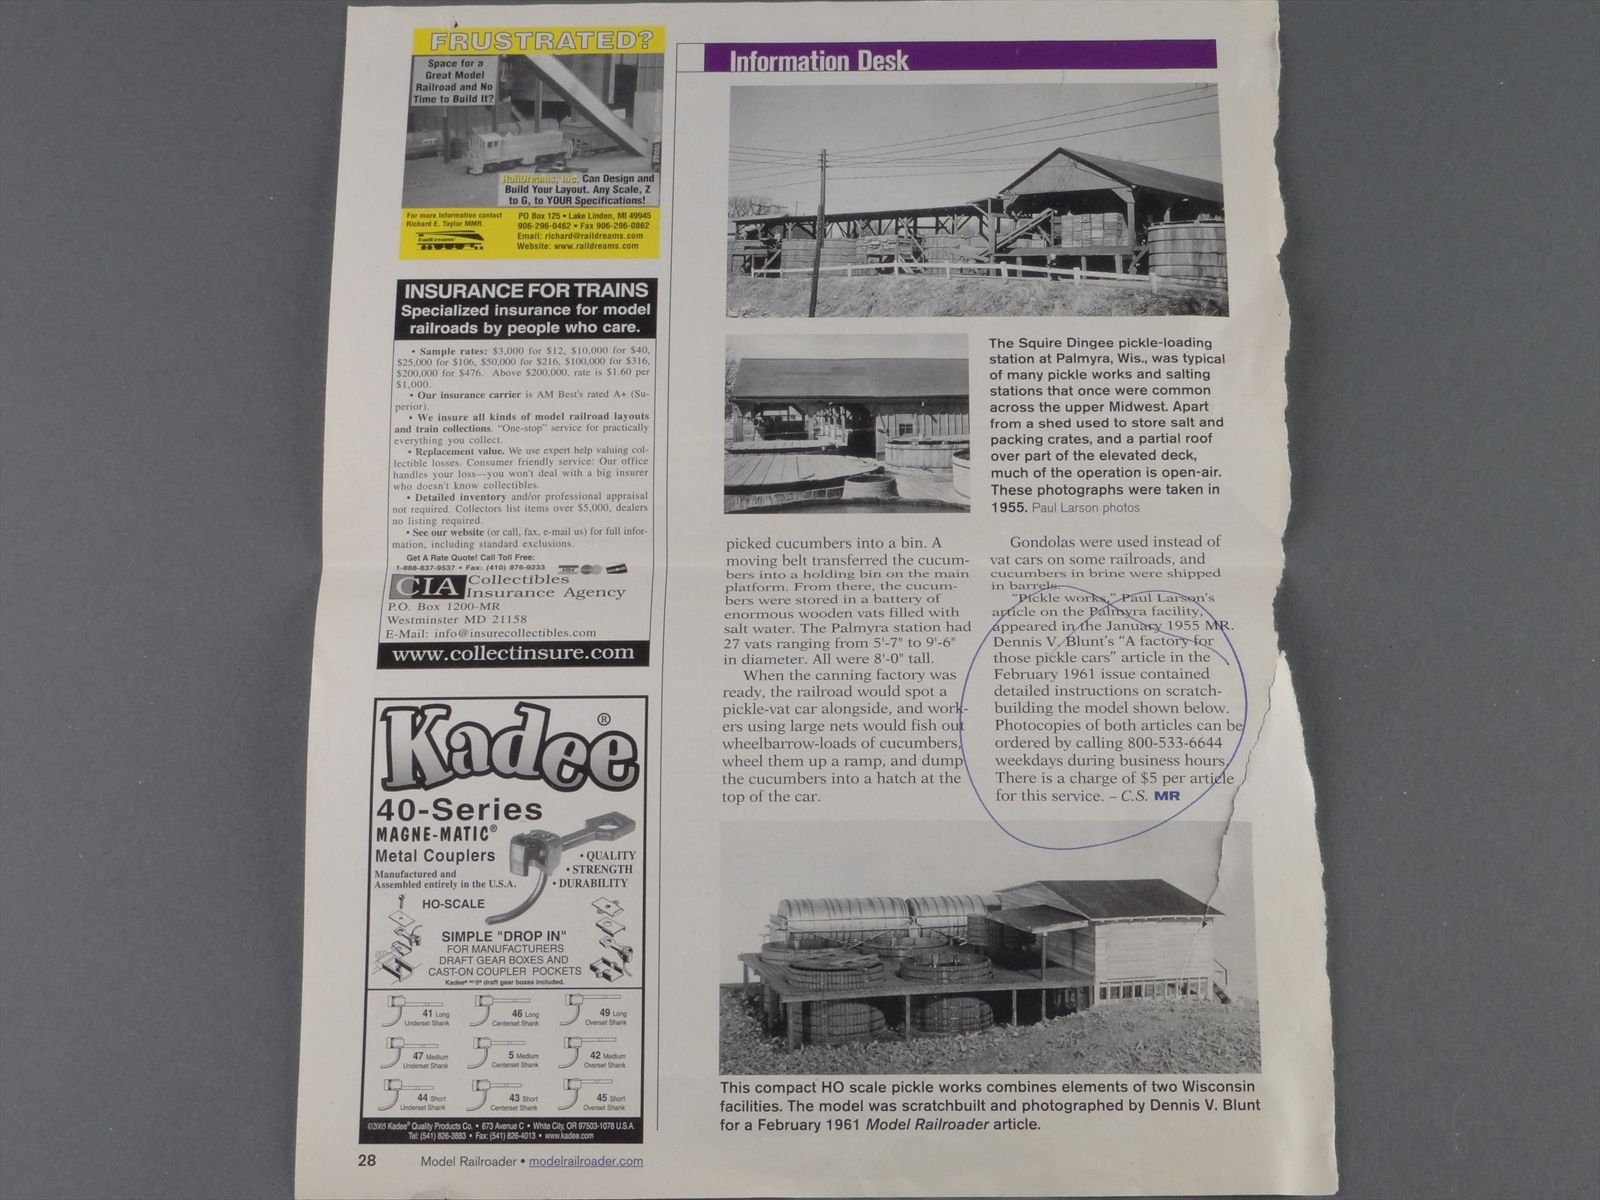 FRUSTRATED?
Space for a
Great Model
Railroad and No
Time to Build It?
RailDreams, Inc. Can Design and
Build Your Layout. Any Scale, Z
to G, to YOUR Specifications!
For more Information contact
Richard E. Taylor MMR.
PO Box 125 • Lake Linden, MI 49945
906-296-0462 • Fax 906-296-0862
Email: richard@raildreams.com
Website: www.raildreams.com
INSURANCE FOR TRAINS
Specialized insurance for model
railroads by people who care.
• Sample rates: $3,000 for $12, $10,000 for $40,
$25,000 for $106, $50,000 for $216, $100,000 for $316,
$200,000 for $476. Above $200,000, rate is $1.60 per
$1,000.
• Our insurance carrier is AM Best's rated A+ (Su-
perior).
• We insure all kinds of model railroad layouts
and train collections. "One-stop" service for practically
everything you collect.
• Replacement value. We use expert help valuing col-
lectible losses. Consumer friendly service: Our office
handles your loss—you won't deal with a big insurer
who doesn't know collectibles.
• Detailed inventory and/or professional appraisal
not required. Collectors list items over $5,000, dealers
no listing required.
• See our website (or call, fax, e-mail us) for full infor-
mation, including standard exclusions.
Get A Rate Quote! Call Toll Free:
1-888-837-9537 • Fax: (410) 876-9233
CIA Collectibles
Insurance Agency
P.O. Box 1200-MR
Westminster MD 21158
E-Mail: info@insurecollectibles.com
www.collectinsure.com
Kadee®
40-Series
MAGNE-MATIC®
Metal Couplers
Manufactured and
Assembled entirely in the U.S.A.
• QUALITY
• STRENGTH
• DURABILITY
HO-SCALE
SIMPLE "DROP IN"
FOR MANUFACTURERS
DRAFT GEAR BOXES AND
CAST-ON COUPLER POCKETS
draft gear boxes included.
41 Long
Underset Shank
46 Long
Centerset Shank
49 Long
Overset Shank
47 Medium
Underset Shank
5 Medium
Centerset Shank
42 Medium
Overset Shank
44 Short
Underset Shank
43 Short
Centerset Shank
45 Short
Overset Shank
©2005 Kadee® Quality Products Co. • 673 Avenue C • White City, OR 97503-1078 U.S.A.
Tel: (541) 826-3883 • Fax: (541) 826-4013 • www.kadee.com
28 Model Railroader • modelrailroader.com
Information Desk
The Squire Dingee pickle-loading
station at Palmyra, Wis., was typical
of many pickle works and salting
stations that once were common
across the upper Midwest. Apart
from a shed used to store salt and
packing crates, and a partial roof
over part of the elevated deck,
much of the operation is open-air.
These photographs were taken in
1955. Paul Larson photos
picked cucumbers into a bin. A
moving belt transferred the cucum-
bers into a holding bin on the main
platform. From there, the cucum-
bers were stored in a battery of
enormous wooden vats filled with
salt water. The Palmyra station had
27 vats ranging from 5'-7" to 9'-6"
in diameter. All were 8'-0" tall.
When the canning factory was
ready, the railroad would spot a
pickle-vat car alongside, and work-
ers using large nets would fish out
wheelbarrow-loads of cucumbers,
wheel them up a ramp, and dump
the cucumbers into a hatch at the
top of the car.
Gondolas were used instead of
vat cars on some railroads, and
cucumbers in brine were shipped
in barrels.
"Pickle works," Paul Larson's
article on the Palmyra facility,
appeared in the January 1955 MR.
Dennis V. Blunt's "A factory for
those pickle cars" article in the
February 1961 issue contained
detailed instructions on scratch-
building the model shown below.
Photocopies of both articles can be
ordered by calling 800-533-6644
weekdays during business hours.
There is a charge of $5 per article
for this service. – C.S. MR
This compact HO scale pickle works combines elements of two Wisconsin
facilities. The model was scratchbuilt and photographed by Dennis V. Blunt
for a February 1961 Model Railroader article.